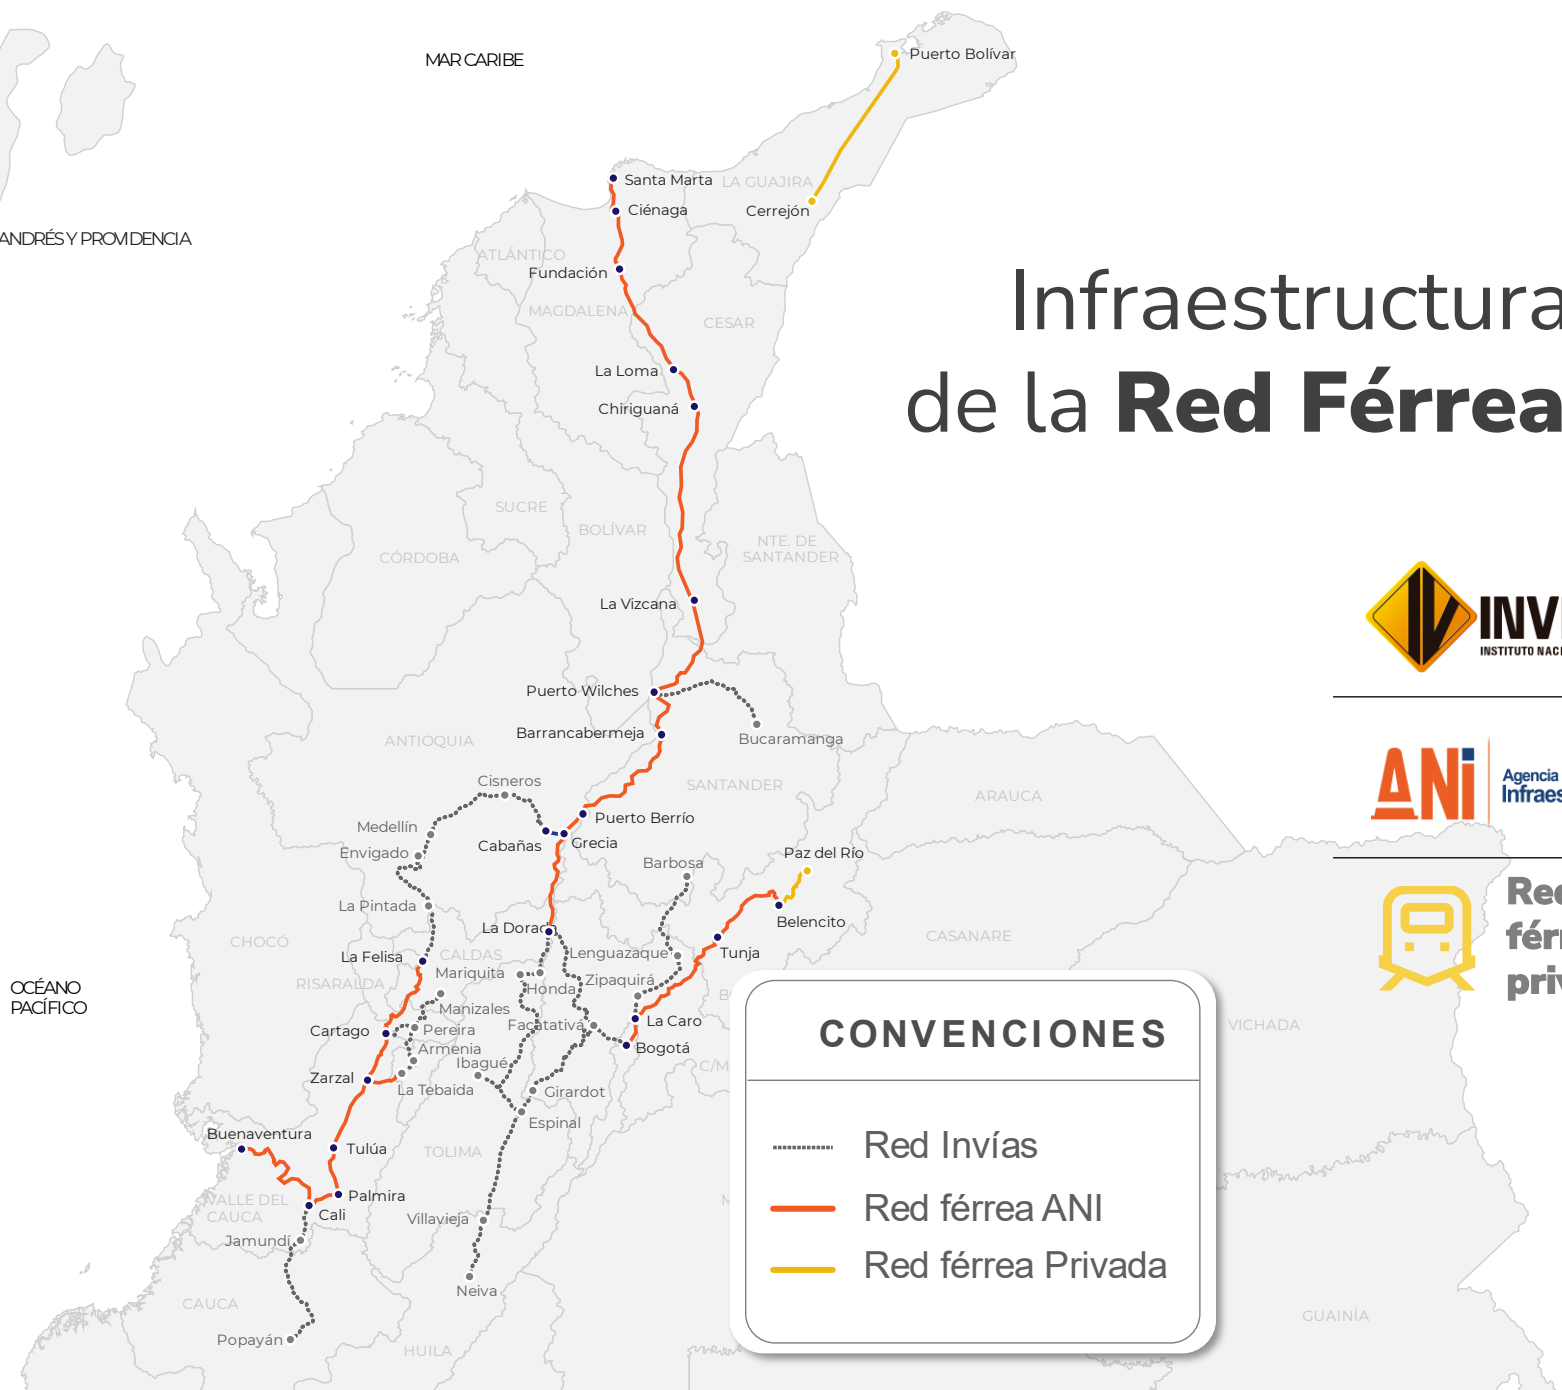 MAR CARIBE
Puerto Bolívar
Santa Marta
LA GUAJIRA
Ciénaga
Cerrejón
ANDRÉS Y PROVIDENCIA
ATLÁNTICO
Fundación
MAGDALENA
CESAR
Infraestructura
de la Red Férrea
La Loma
Chiriguaná
SUCRE
BOLÍVAR
CÓRDOBA
NTE. DE
SANTANDER
La Vizcana
INSTITUTO
Puerto Wilches
Barrancabermeja
Bucaramanga
ANTIOQUIA
SANTANDER
ARAUCA
ANi
Agencia
Cisneros
Puerto Berrío
Medellín
Envigado
Cabañas
Grecia
Barbosa
Paz del Río
La Pintada
Belencito
La Dorad
CHOCÓ
CALDAS
La Felisa
Lenguazaque
Tunja
CASANARE
Mariquita
Honda
Zipaquirá
RISARALDA
Manizales
OCÉANO
PACÍFICO
Cartago
Pereira
Facatativá
La Caro
Bogotá
Armenia
Ibagué
Zarzal
La Tebaida
Girardot
Espinal
VICHADA
CONVENCIONES
Red Invías
Red férrea ANI
Red férrea Privada
Buenaventura
Tulúa
TOLIMA
VALLE DEL
CAUCA
Palmira
Cali
Villavieja
Jamundí
Neiva
CAUCA
Popayán
HUILA
GUAINÍA